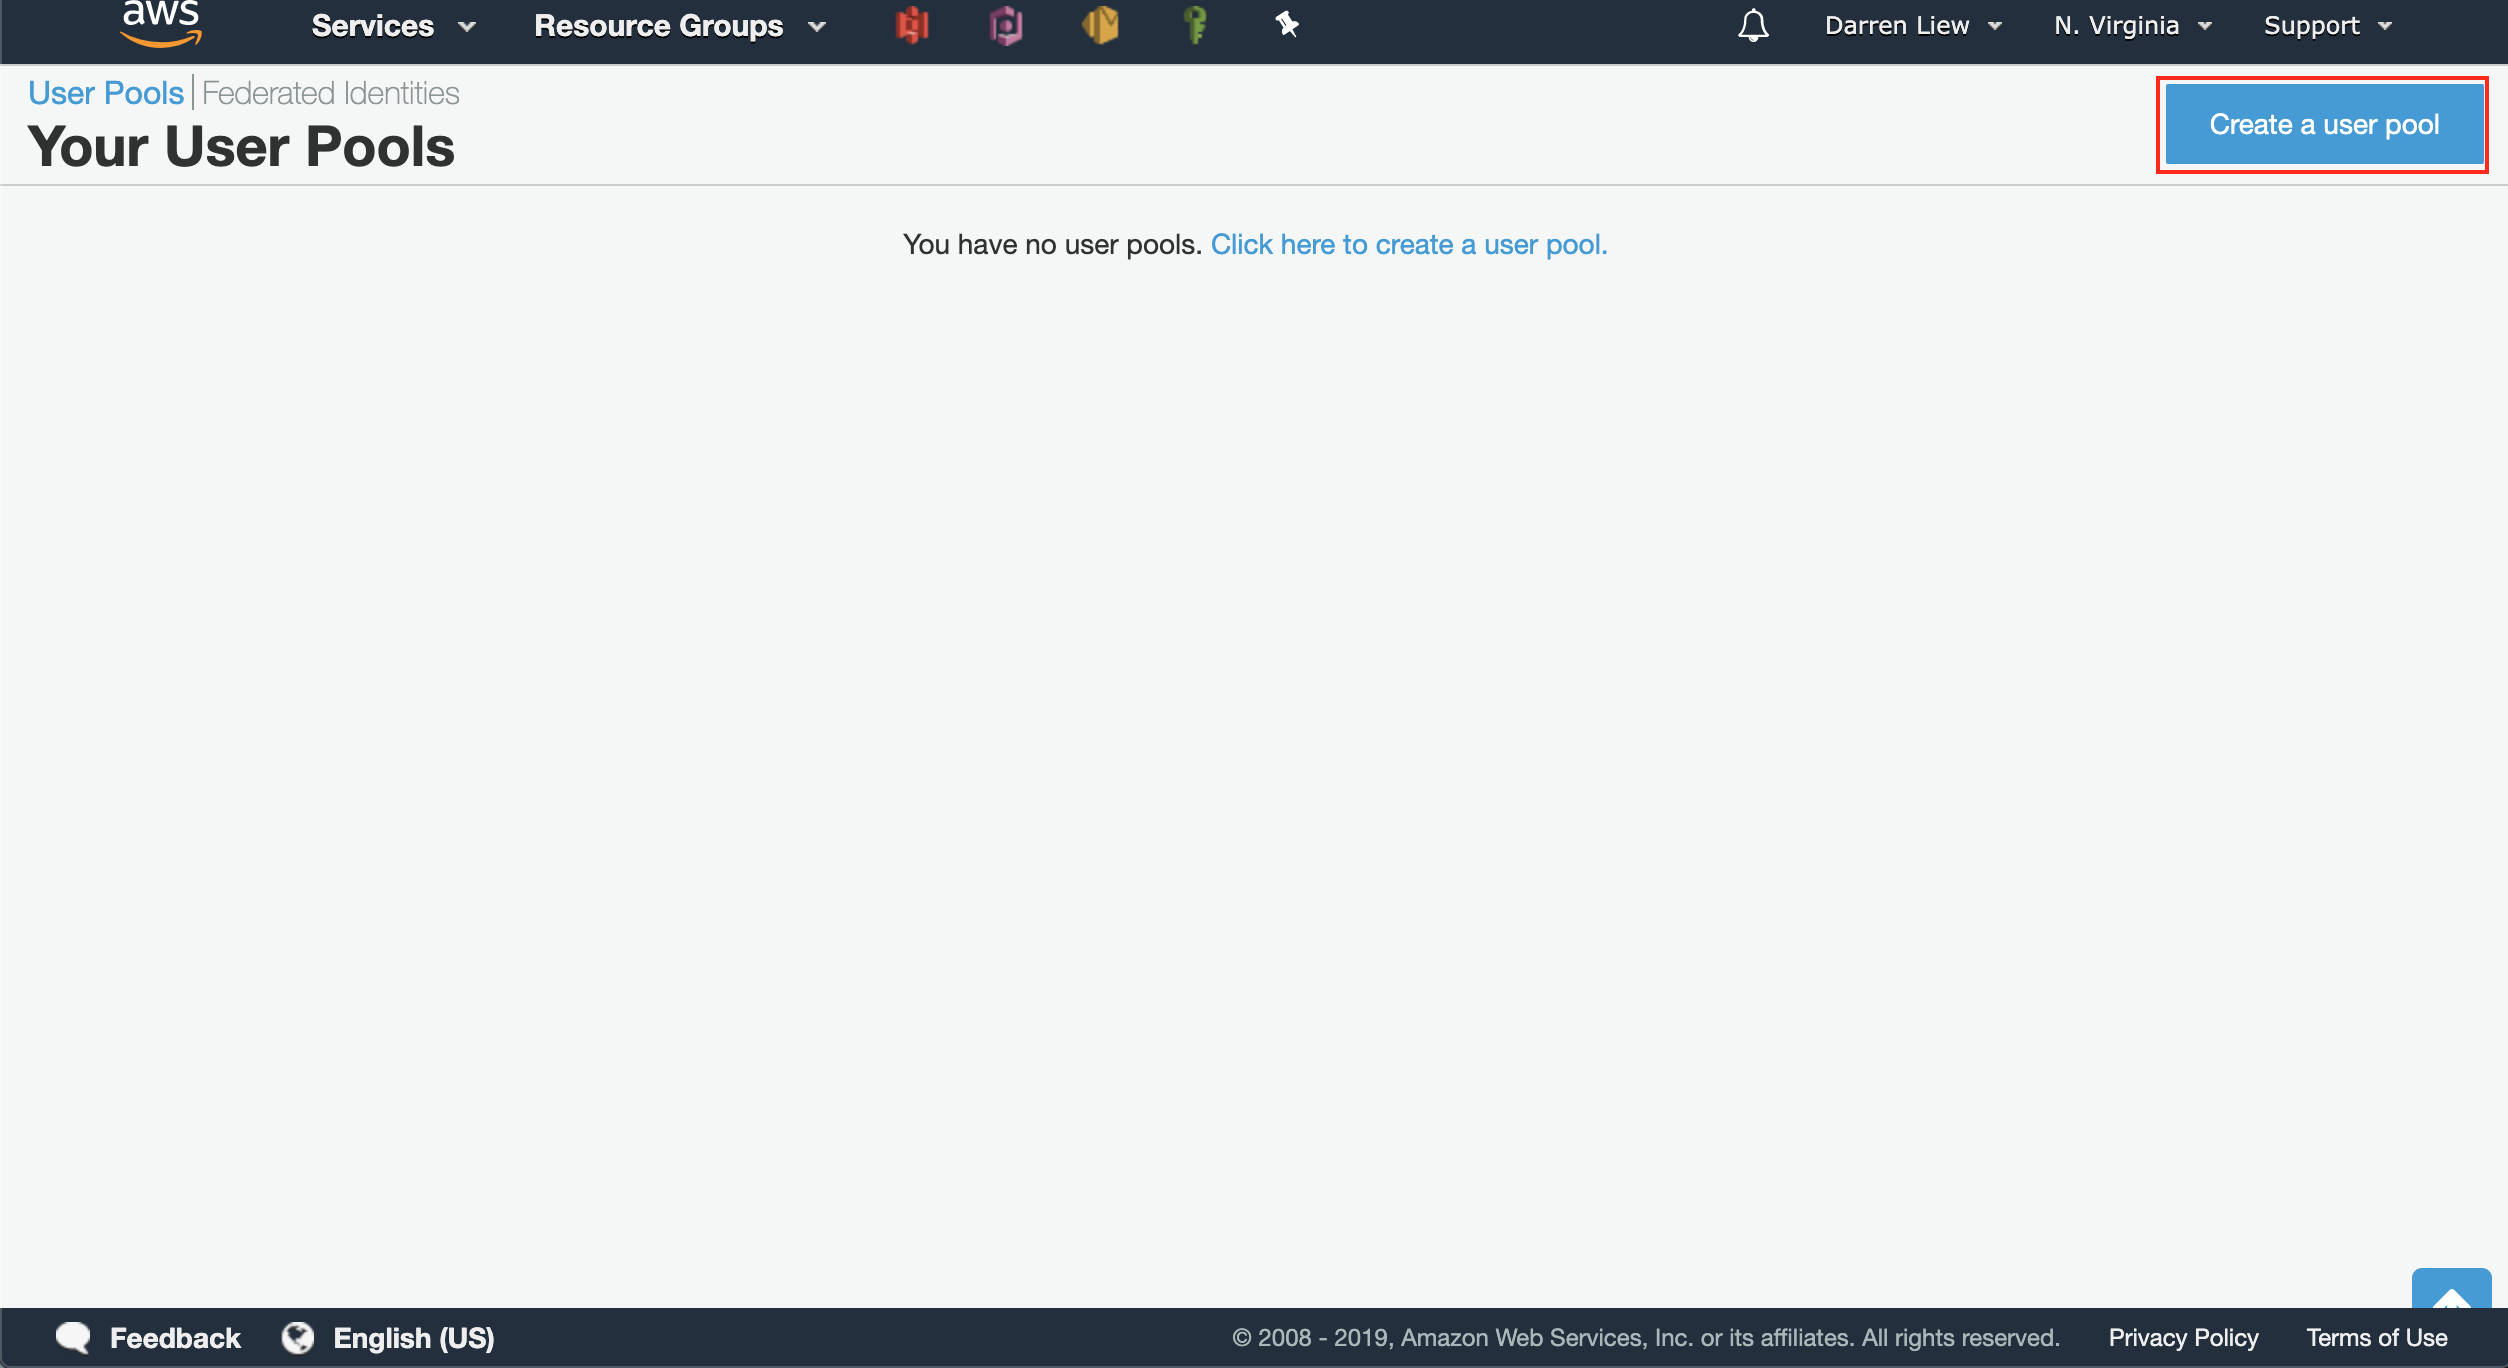 aws Services Resource Groups Darren Liew N. Virginia Support
User Pools Federated Identities
Your User Pools
Create a user pool
You have no user pools. Click here to create a user pool.
Feedback English (US) © 2008 - 2019, Amazon Web Services, Inc. or its affiliates. All rights reserved. Privacy Policy Terms of Use